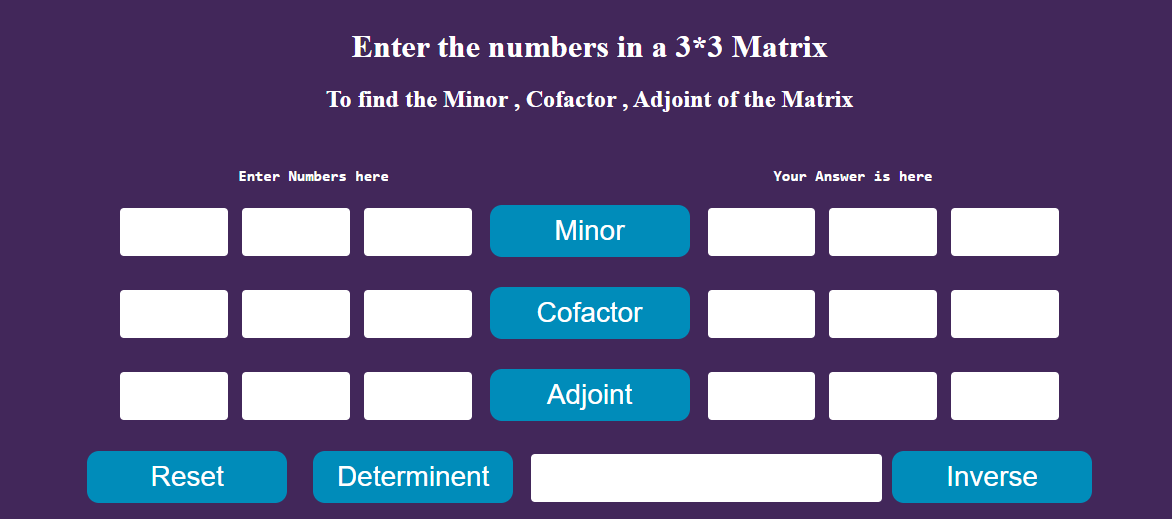 Enter the numbers in a 3*3 Matrix
To find the Minor , Cofactor , Adjoint of the Matrix
Enter Numbers here
Your Answer is here
Minor
Cofactor
Adjoint
Reset
Determinent
Inverse